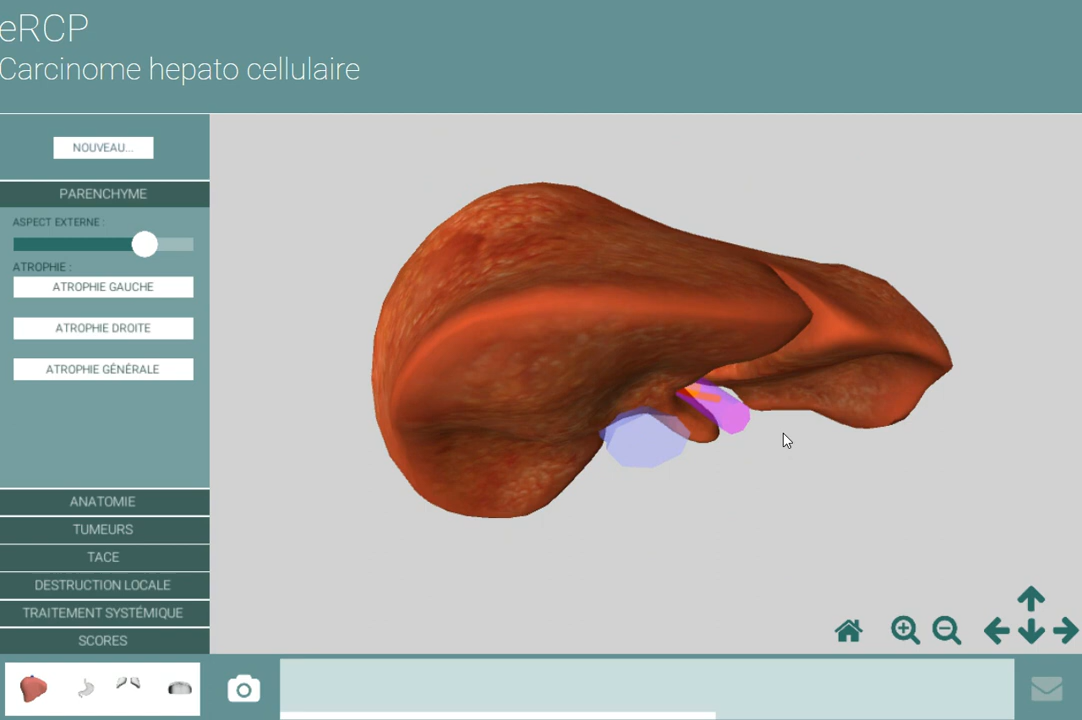 eRCP
Carcinome hepato cellulaire
NOUVEAU...
PARENCHYME
ASPECT EXTERNE :
ATROPHIE :
ATROPHIE GAUCHE
ATROPHIE DROITE
ATROPHIE GÉNÉRALE
ANATOMIE
TUMEURS
TACE
DESTRUCTION LOCALE
TRAITEMENT SYSTÉMIQUE
SCORES